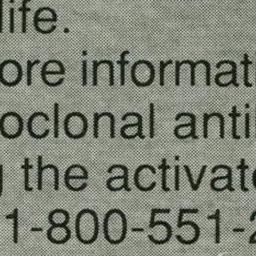 life.
ore informat
oclonal anti
the activat
1-800-551-